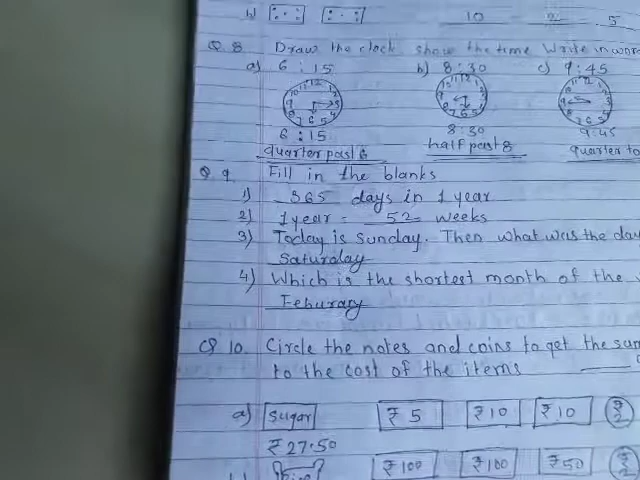 10 5
Q.8 Draw the clock show the time Write in wor
a) 6 : 15 b) 8 : 30 c) 9 : 45
6 : 15 8 : 30 9:45
quarter past 6 half past 8 quarter to
Q.9 Fill in the blanks
1) 365 days in 1 year
2) 1 year = 52 weeks
3) Today is sunday. Then what was the day
Saturday
4) Which is the shortest month of the
Feburary
Q 10 Circle the notes and coins to get the sum
to the cost of the items
a) Sugar ₹5 ₹10 ₹10 ₹2
₹27.50
₹100 ₹100 ₹50